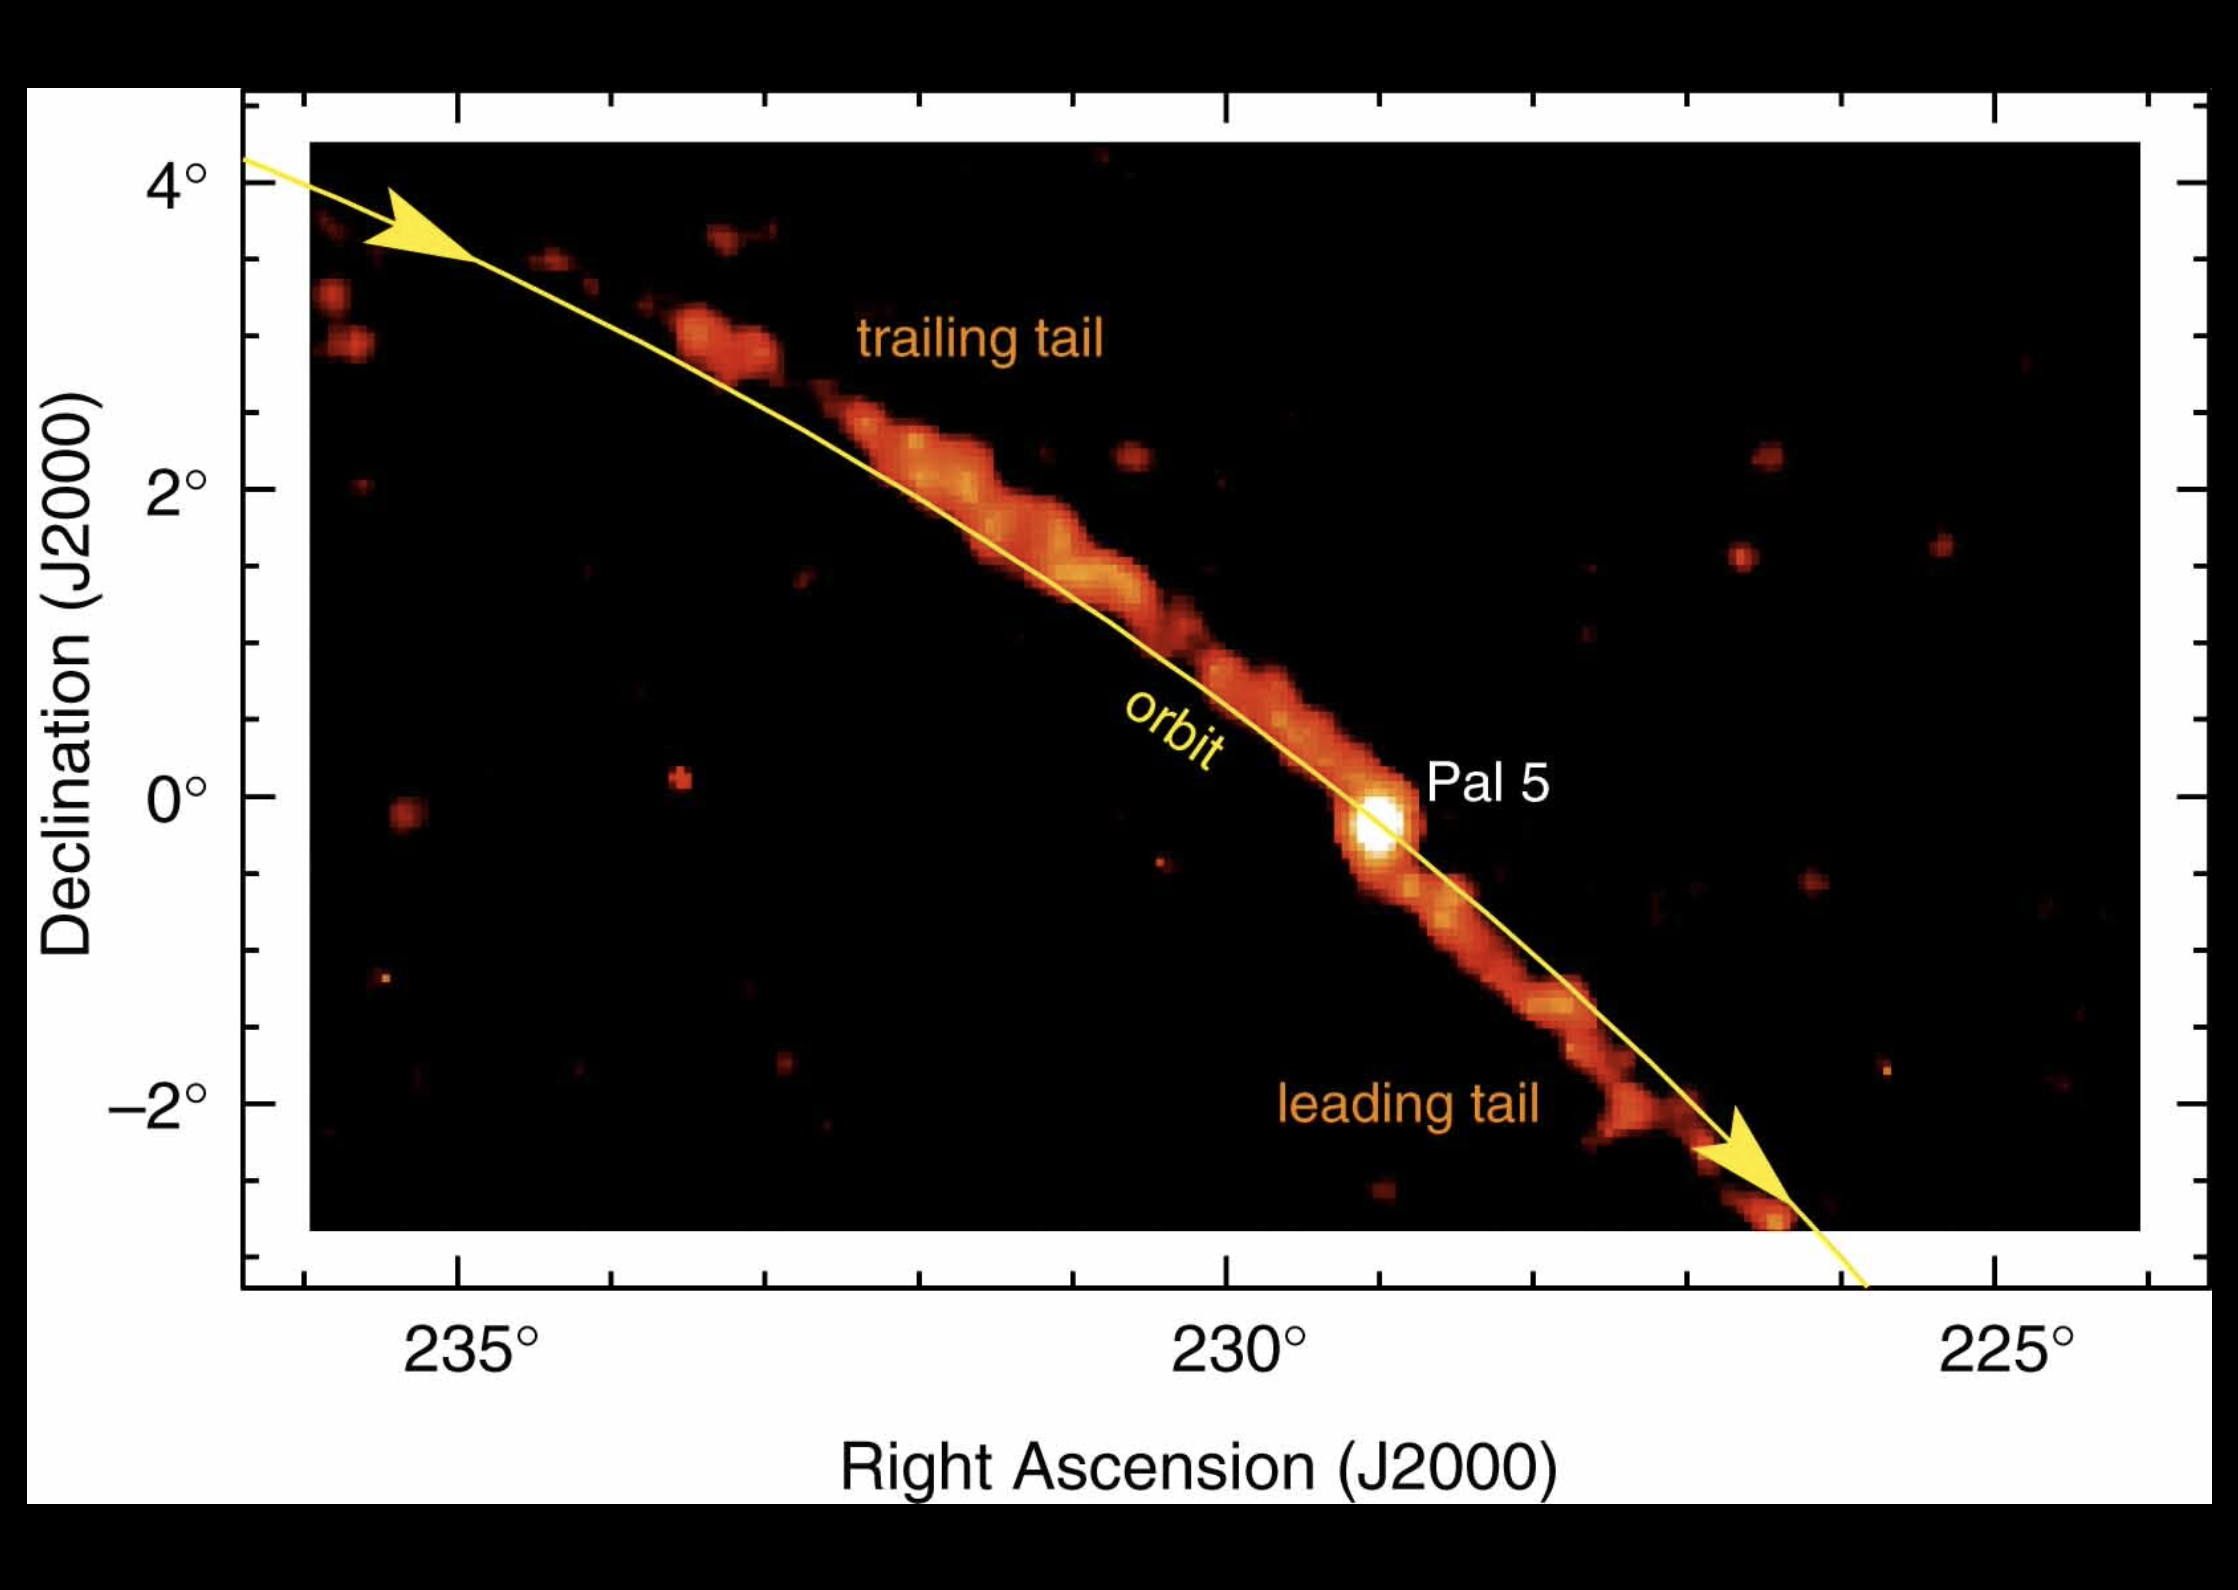 4°
trailing tail
2°
orbit
0°
Pal 5
−2°
leading tail
Declination (J2000)
235°
230°
225°
Right Ascension (J2000)